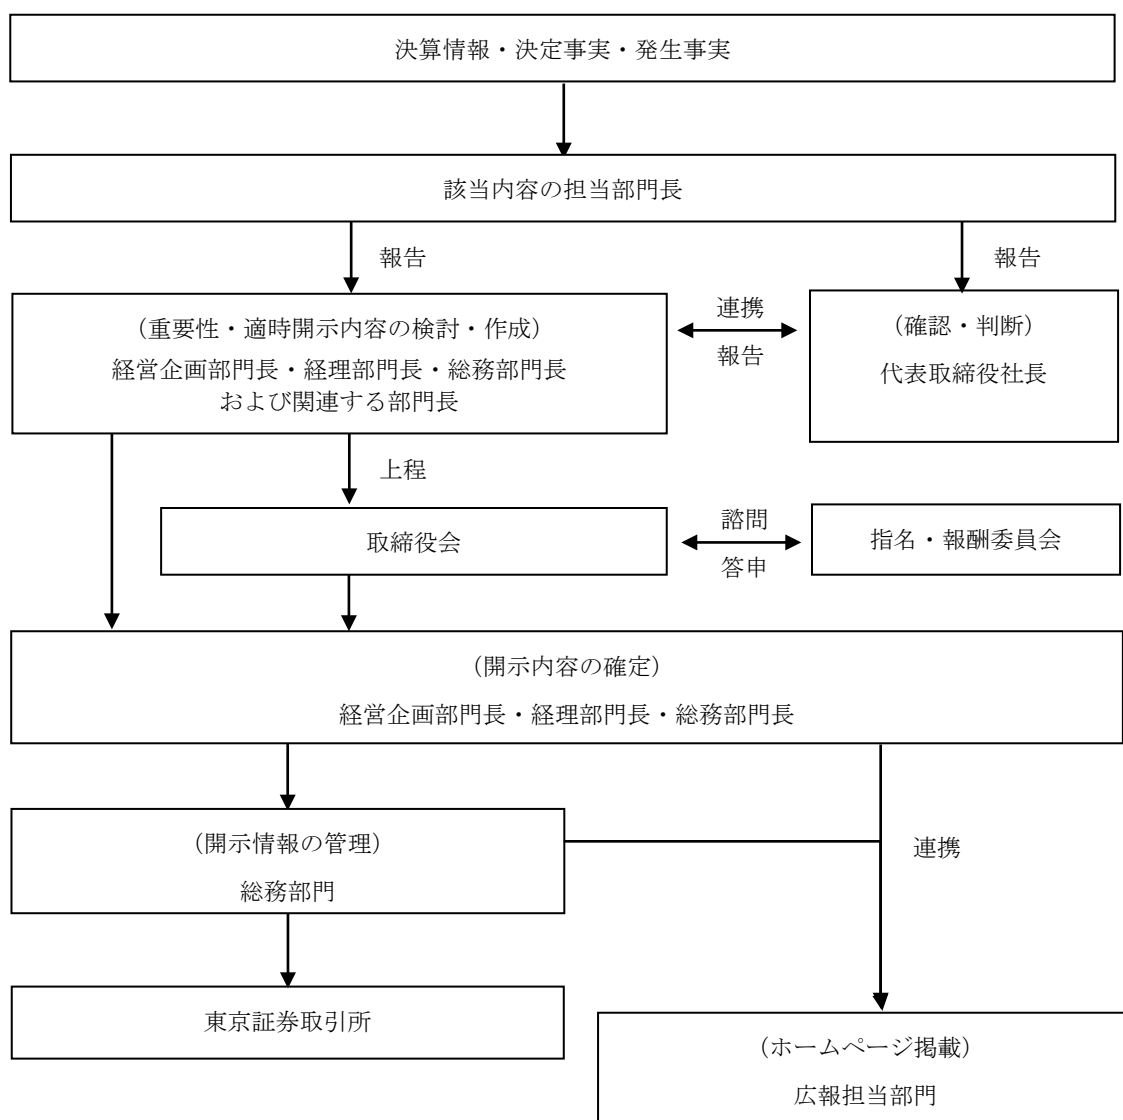 決算情報・決定事実・発生事実
該当内容の担当部門長
報告
報告
(重要性・適時開示内容の検討・作成)
経営企画部門長・経理部門長・総務部門長
および関連する部門長
連携
報告
(確認・判断)
代表取締役社長
上程
取締役会
諮問
答申
指名・報酬委員会
(開示内容の確定)
経営企画部門長・経理部門長・総務部門長
(開示情報の管理)
総務部門
連携
東京証券取引所
(ホームページ掲載)
広報担当部門